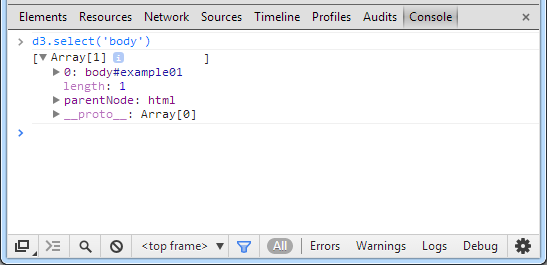 Elements Resources Network Sources Timeline Profiles Audits Console ×
> d3.select('body')
[▼Array[1] i ]
▶ 0: body#example01
length: 1
▶ parentNode: html
▶ __proto__: Array[0]
>
<top frame> ▼ All Errors Warnings Logs Debug